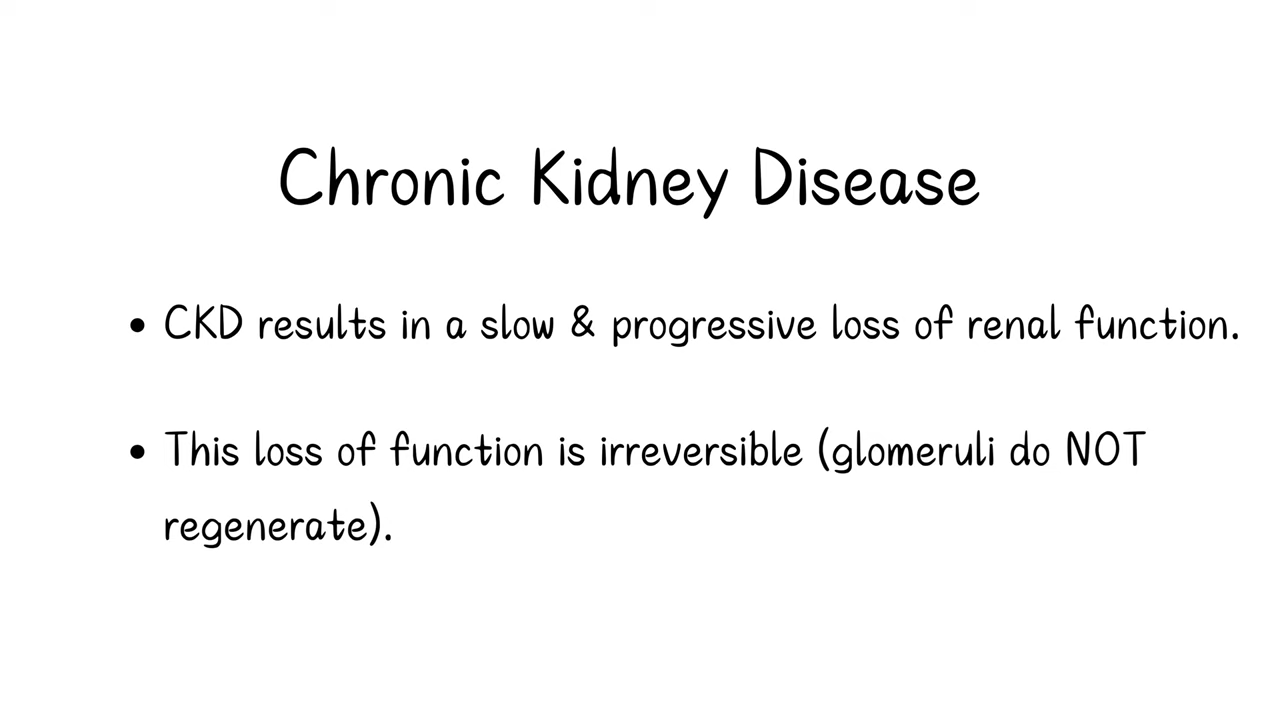 Chronic Kidney Disease
• CKD results in a slow & progressive loss of renal function.
• This loss of function is irreversible (glomeruli do NOT
regenerate).